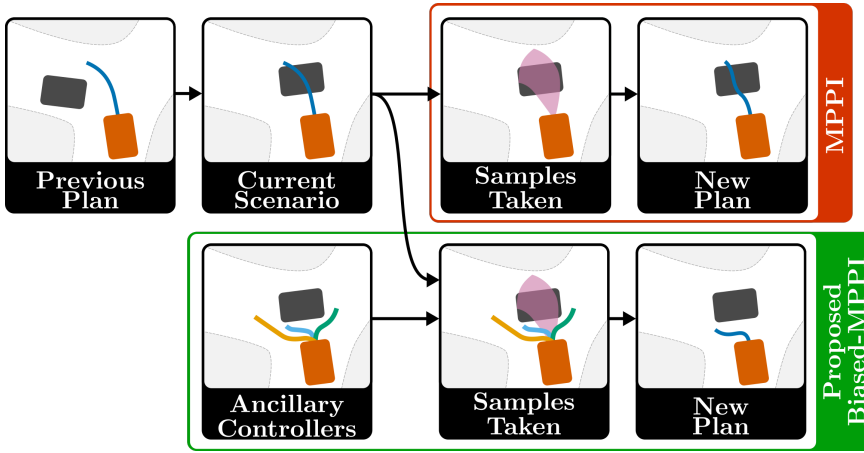 Previous
Plan
Current
Scenario
Samples
Taken
New
Plan
MPPI
Ancillary
Controllers
Samples
Taken
New
Plan
Proposed
Biased-MPPI